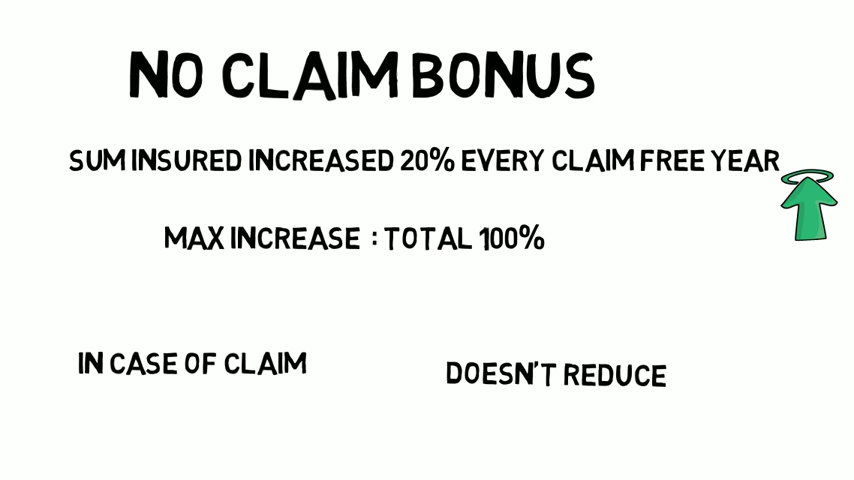 NO CLAIM BONUS
SUM INSURED INCREASED 20% EVERY CLAIM FREE YEAR
MAX INCREASE : TOTAL 100%
IN CASE OF CLAIM
DOESN'T REDUCE